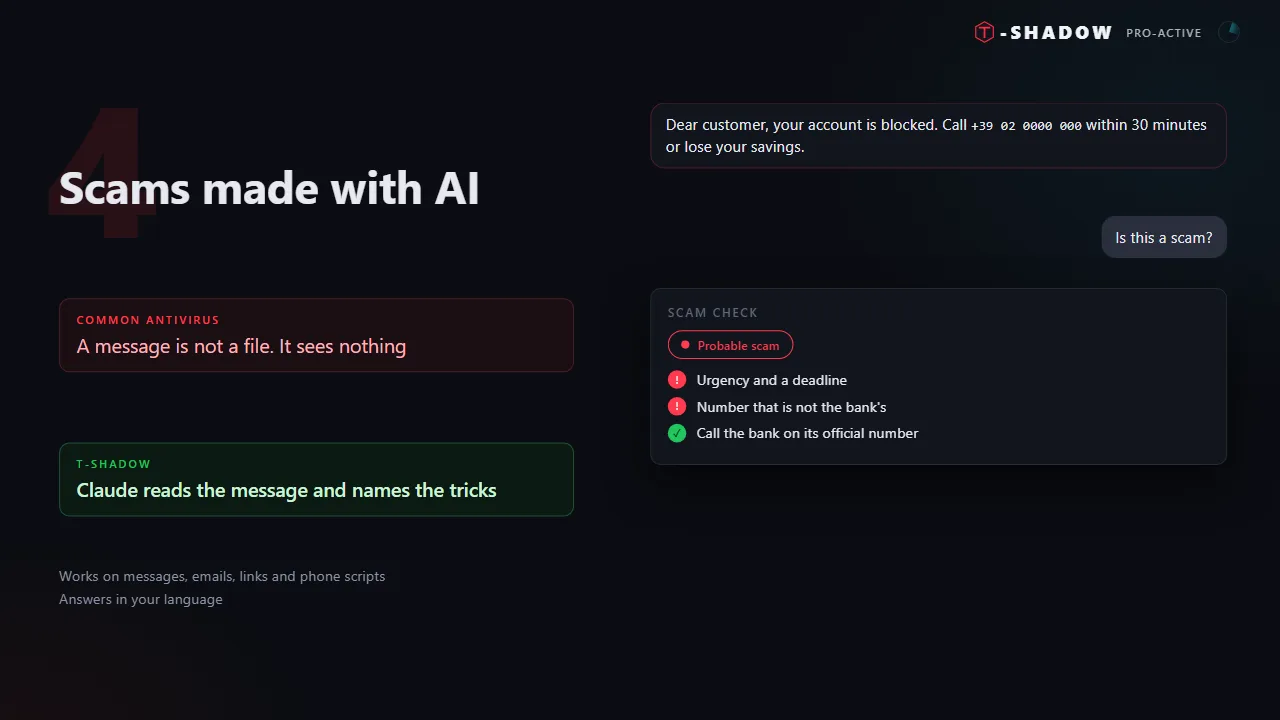 T-SHADOW PRO-ACTIVE
4
Scams made with AI
COMMON ANTIVIRUS
A message is not a file. It sees nothing
T-SHADOW
Claude reads the message and names the tricks
Works on messages, emails, links and phone scripts
Answers in your language
Dear customer, your account is blocked. Call +39 02 0000 000 within 30 minutes
or lose your savings.
Is this a scam?
SCAM CHECK
Probable scam
! Urgency and a deadline
! Number that is not the bank's
✓ Call the bank on its official number